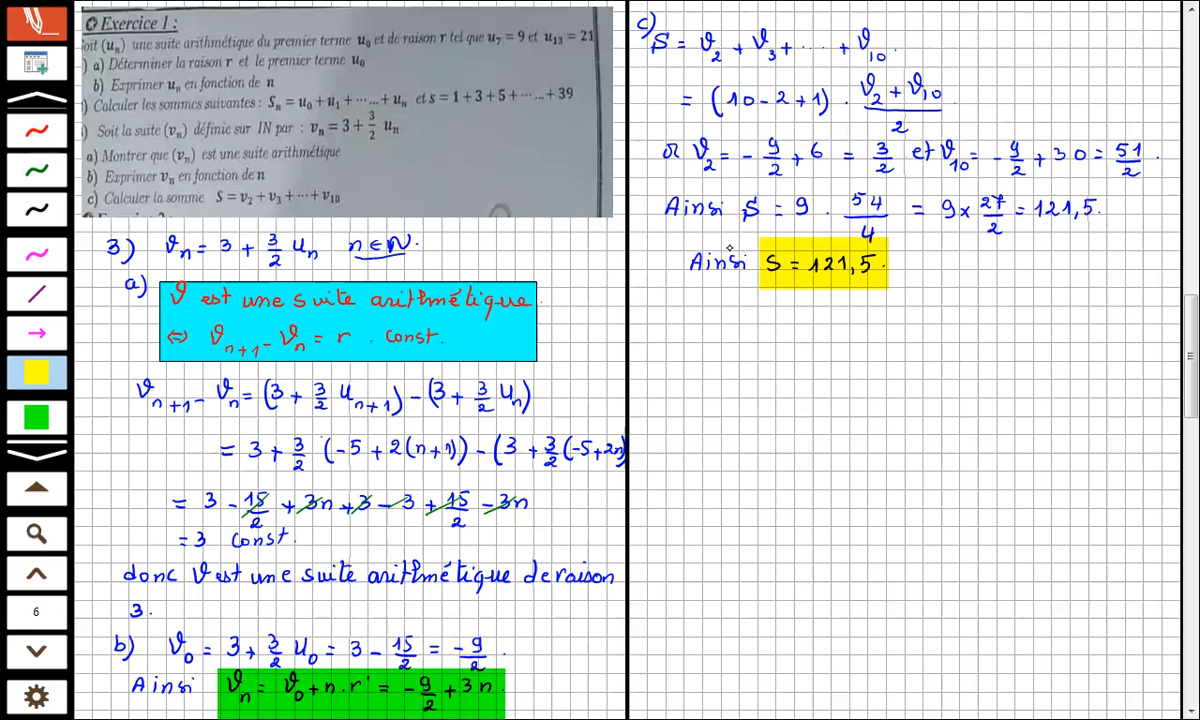 Exercice 1 :
Soit (uₙ) une suite arithmétique du premier terme u₀ et de raison r tel que u₇ = 9 et u₁₃ = 21
) a) Déterminer la raison r et le premier terme u₀
b) Exprimer uₙ en fonction de n
) Calculer les sommes suivantes : Sₙ = u₀ + u₁ + ⋯... + uₙ et s = 1 + 3 + 5 + ⋯... + 39
) Soit la suite (vₙ) définie sur IN par : vₙ = 3 + 3/2 uₙ
a) Montrer que (vₙ) est une suite arithmétique
b) Exprimer vₙ en fonction de n
c) Calculer la somme S = v₂ + v₃ + ⋯ + v₁₀
3) vₙ = 3 + 3/2 uₙ n ∈ ℕ.
a) v est une suite arithmétique
⇔ vₙ₊₁ - vₙ = r . const.
vₙ₊₁ - vₙ = (3 + 3/2 uₙ₊₁) - (3 + 3/2 uₙ)
= 3 + 3/2 (-5 + 2(n+1)) - (3 + 3/2 (-5+2n)
= 3 - 15/2 + 3n + 3 - 3 + 15/2 - 3n
= 3 const.
donc v est une suite arithmétique de raison
3.
b) v₀ = 3 + 3/2 u₀ = 3 - 15/2 = -9/2 .
Ainsi vₙ = v₀ + n . r' = -9/2 + 3n .
c)
S = v₂ + v₃ + ⋯ + v₁₀
= (10 - 2 + 1) . (v₂ + v₁₀)/2
or v₂ = -9/2 + 6 = 3/2 et v₁₀ = -9/2 + 30 = 51/2 .
Ainsi S = 9 . 54/4 = 9 × 27/2 = 121,5.
Ainsi S = 121,5.
6